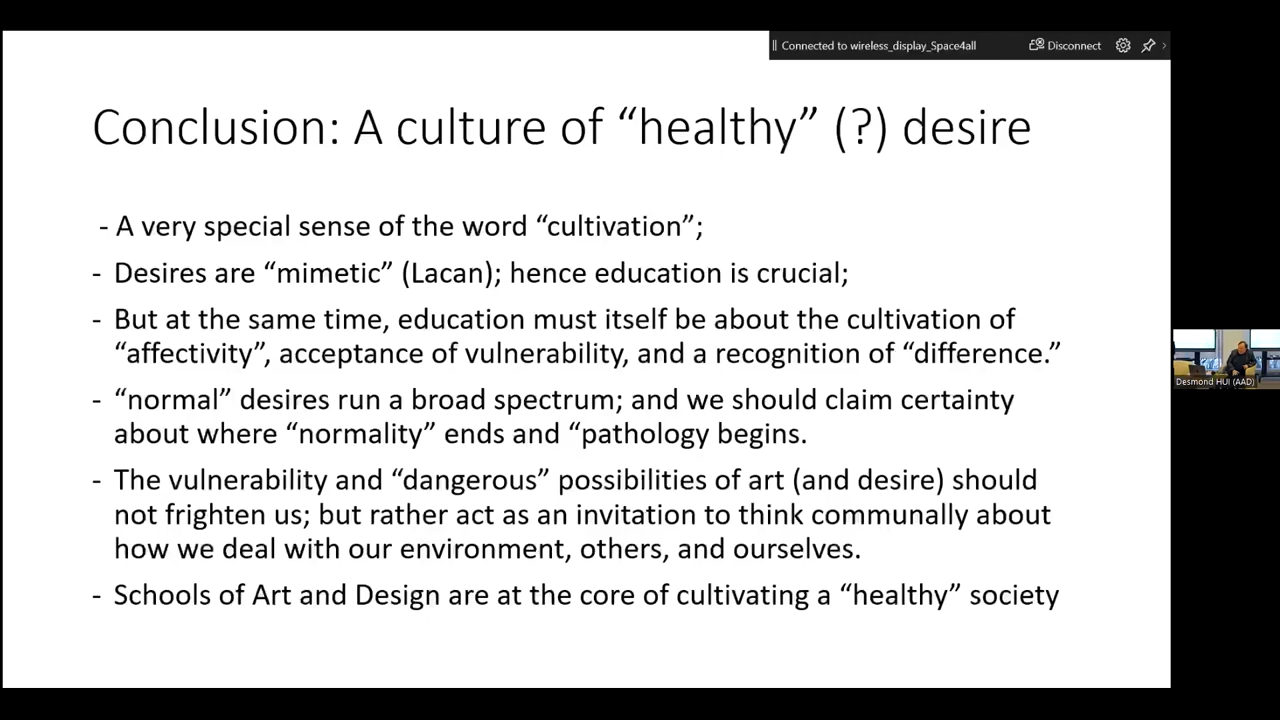 Connected to wireless_display_Space4all
Disconnect
Conclusion: A culture of “healthy” (?) desire
- A very special sense of the word “cultivation”;
- Desires are “mimetic” (Lacan); hence education is crucial;
- But at the same time, education must itself be about the cultivation of
“affectivity”, acceptance of vulnerability, and a recognition of “difference.”
- “normal” desires run a broad spectrum; and we should claim certainty
about where “normality” ends and “pathology begins.
- The vulnerability and “dangerous” possibilities of art (and desire) should
not frighten us; but rather act as an invitation to think communally about
how we deal with our environment, others, and ourselves.
- Schools of Art and Design are at the core of cultivating a “healthy” society
Desmond HUI (AAD)